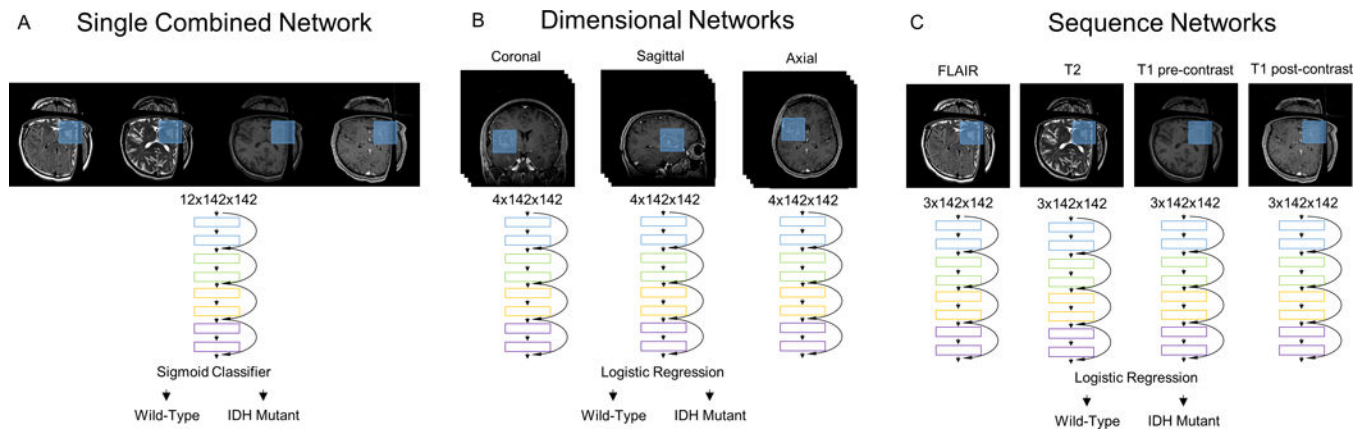 A
Single Combined Network
12x142x142
Sigmoid Classifier
Wild-Type
IDH Mutant
B
Dimensional Networks
Coronal
Sagittal
Axial
4x142x142
4x142x142
4x142x142
Logistic Regression
Wild-Type
IDH Mutant
C
Sequence Networks
FLAIR
T2
T1 pre-contrast
T1 post-contrast
3x142x142
3x142x142
3x142x142
3x142x142
Logistic Regression
Wild-Type
IDH Mutant